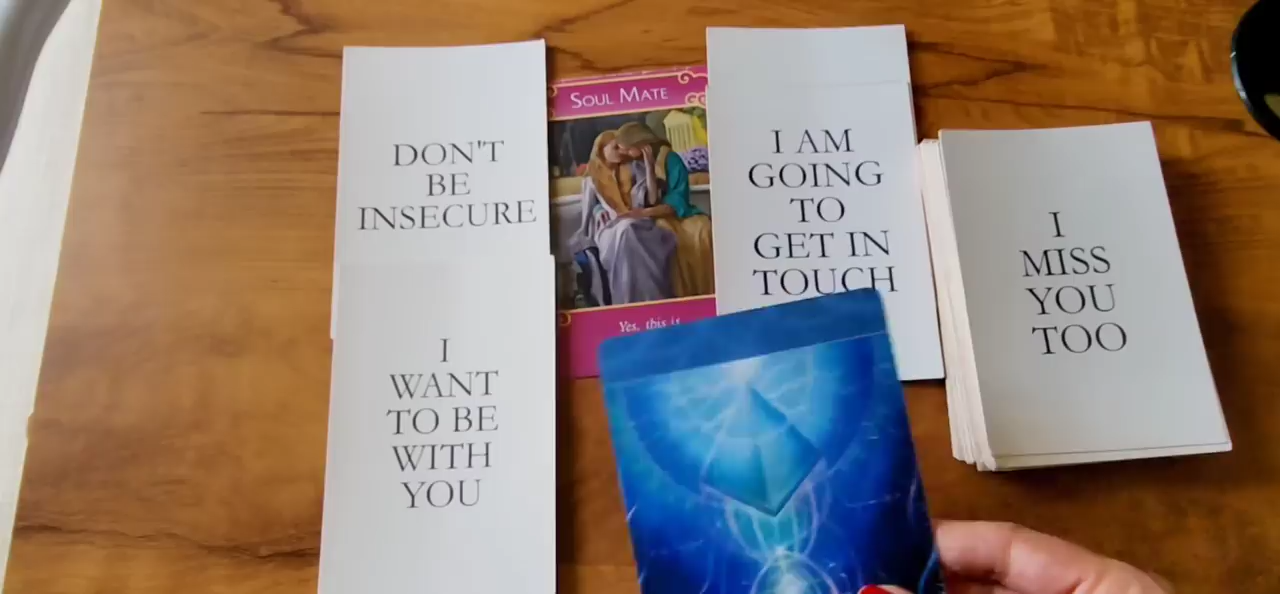 DON'T
BE
INSECURE
I
WANT
TO BE
WITH
YOU
SOUL MATE
Yes, this is
I AM
GOING
TO
GET IN
TOUCH
I
MISS
YOU
TOO